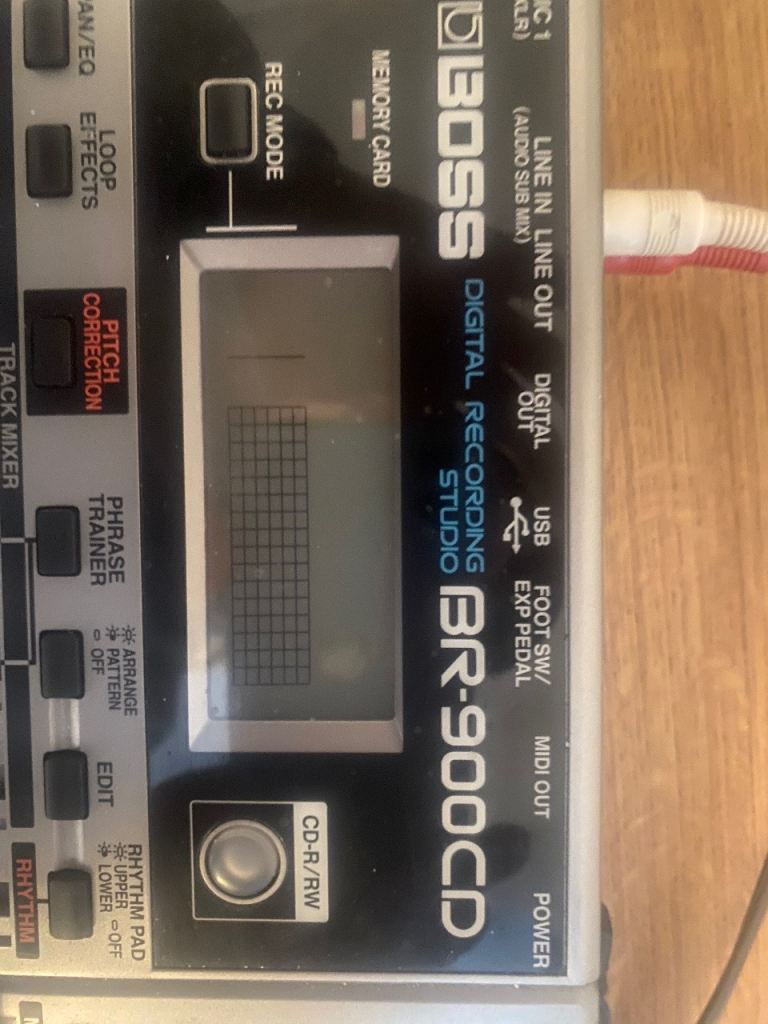 LINE IN
(AUDIO SUB MIX)
LINE OUT
DIGITAL
OUT
USB
FOOT SW/
EXP PEDAL
MIDI OUT
POWER
BOSS
DIGITAL RECORDING
STUDIO
BR-900CD
MEMORY CARD
REC MODE
CD-R/RW
LOOP
EFFECTS
PITCH
CORRECTION
PHRASE
TRAINER
ARRANGE
PATTERN
OFF
EDIT
RHYTHM PAD
UPPER
LOWER
OFF
TRACK MIXER
RHYTHM